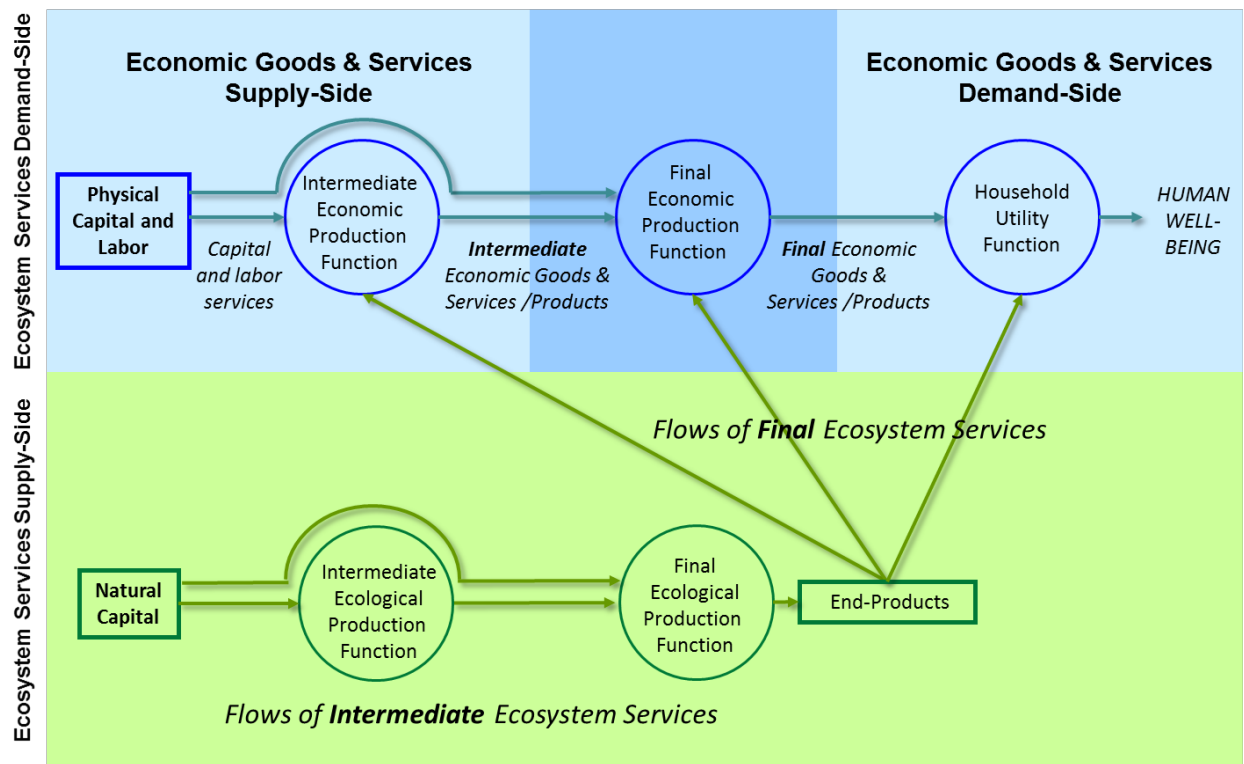 Ecosystem Services Demand-Side
Economic Goods & Services
Supply-Side
Economic Goods & Services
Demand-Side
Physical
Capital and
Labor
Capital
and labor
services
Intermediate
Economic
Production
Function
Intermediate
Economic Goods &
Services /Products
Final
Economic
Production
Function
Final Economic
Goods &
Services /Products
Household
Utility
Function
HUMAN
WELL-
BEING
Ecosystem Services Supply-Side
Flows of Final Ecosystem Services
Natural
Capital
Intermediate
Ecological
Production
Function
Final
Ecological
Production
Function
End-Products
Flows of Intermediate Ecosystem Services